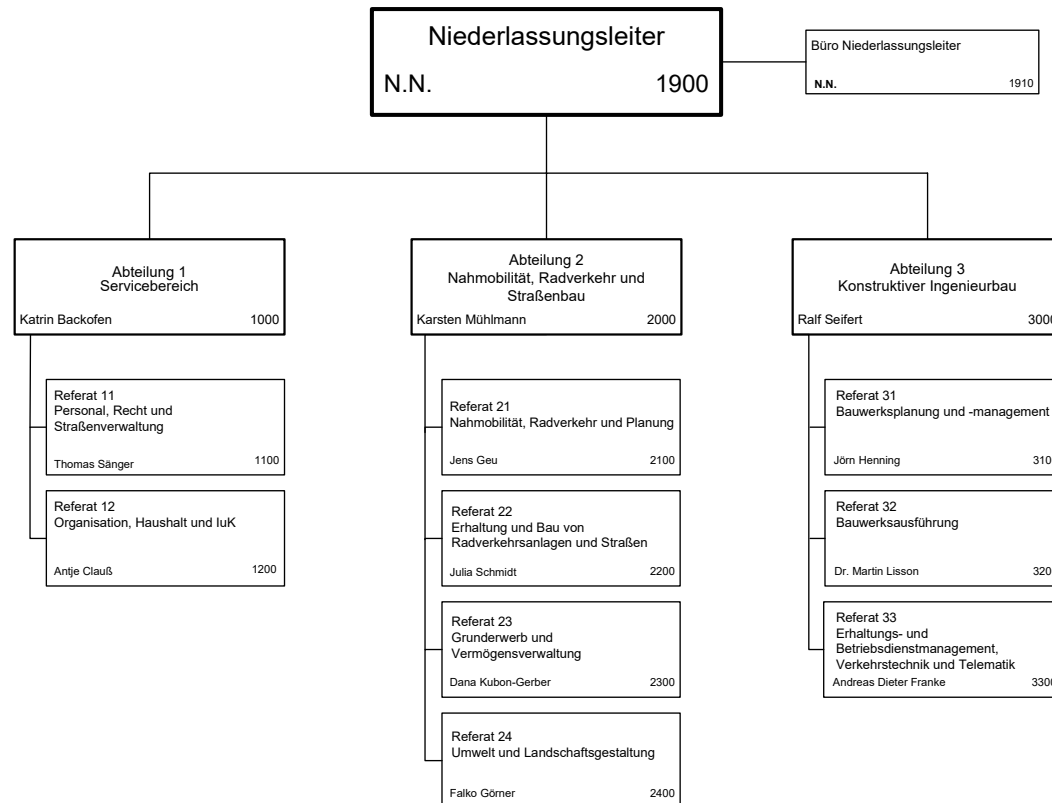 Niederlassungsleiter
N.N. 1900
Büro Niederlassungsleiter
N.N. 1910
Abteilung 1
Servicebereich
Katrin Backofen 1000
Referat 11
Personal, Recht und
Straßenverwaltung
Thomas Sänger 1100
Referat 12
Organisation, Haushalt und IuK
Antje Clauß 1200
Abteilung 2
Nahmobilität, Radverkehr und
Straßenbau
Karsten Mühlmann 2000
Referat 21
Nahmobilität, Radverkehr und Planung
Jens Geu 2100
Referat 22
Erhaltung und Bau von
Radverkehrsanlagen und Straßen
Julia Schmidt 2200
Referat 23
Grunderwerb und
Vermögensverwaltung
Dana Kubon-Gerber 2300
Referat 24
Umwelt und Landschaftsgestaltung
Falko Görner 2400
Abteilung 3
Konstruktiver Ingenieurbau
Ralf Seifert 3000
Referat 31
Bauwerksplanung und -management
Jörn Henning 310
Referat 32
Bauwerksausführung
Dr. Martin Lisson 320
Referat 33
Erhaltungs- und
Betriebsdienstmanagement,
Verkehrstechnik und Telematik
Andreas Dieter Franke 3300